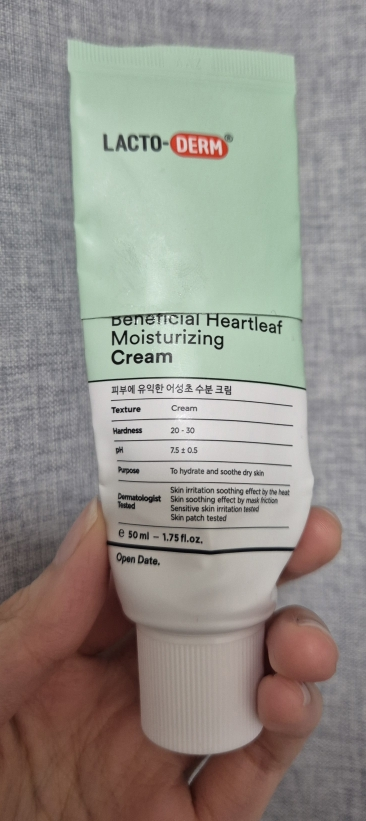 LACTO-DERM®
Beneficial Heartleaf
Moisturizing
Cream
피부에 유익한 어성초 수분 크림
Texture Cream
Hardness 20 - 30
pH 7.5 ± 0.5
Purpose To hydrate and soothe dry skin
Dermatologist Tested Skin irritation soothing effect by the heat
Skin soothing effect by mask friction
Sensitive skin irritation tested
Skin patch tested
e 50 ml – 1.75 fl.oz.
Open Date.